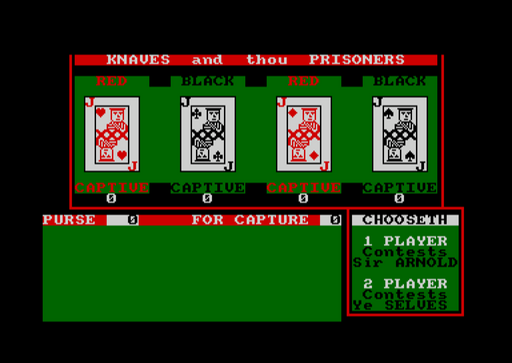 KNAVES and thou PRISONERS
RED BLACK RED BLACK
J J J J
J J J J
CAPTIVE CAPTIVE CAPTIVE CAPTIVE
0 0 0 0
PURSE 0 FOR CAPTURE 0
CHOOSETH
1 PLAYER
Contests
Sir ARNOLD
2 PLAYER
Contests
Ye SELVES